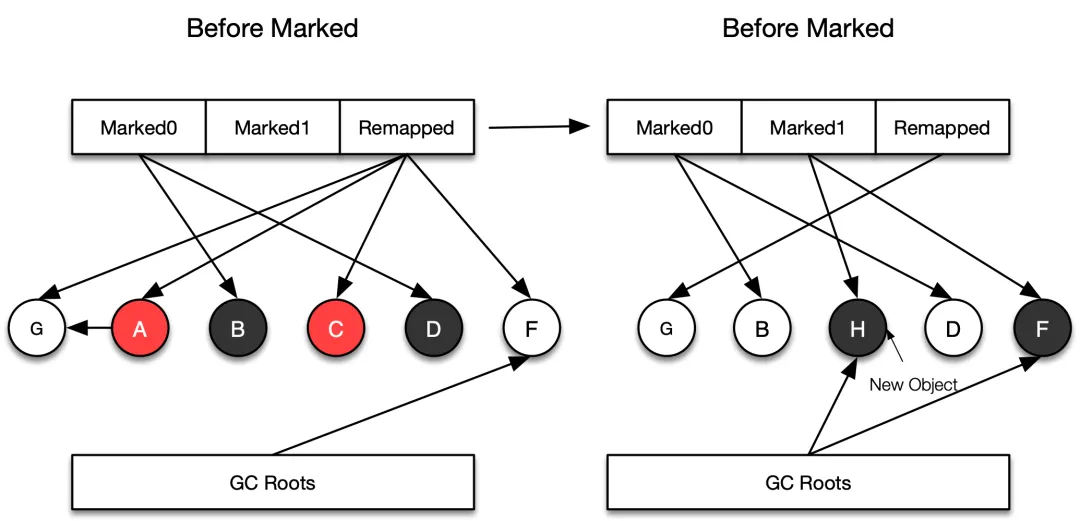 Before Marked
Before Marked
Marked0 Marked1 Remapped
Marked0 Marked1 Remapped
G A B C D F
G B H D F
New Object
GC Roots
GC Roots